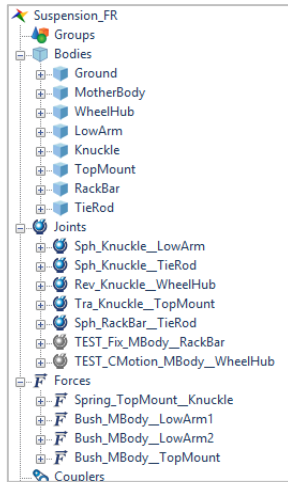 Suspension_FR
Groups
Bodies
Ground
MotherBody
WheelHub
LowArm
Knuckle
TopMount
RackBar
TieRod
Joints
Sph_Knuckle__LowArm
Sph_Knuckle__TieRod
Rev_Knuckle__WheelHub
Tra_Knuckle__TopMount
Sph_RackBar__TieRod
TEST_Fix_MBody__RackBar
TEST_CMotion_MBody__WheelHub
Forces
Spring_TopMount__Knuckle
Bush_MBody__LowArm1
Bush_MBody__LowArm2
Bush_MBody__TopMount
Couplers